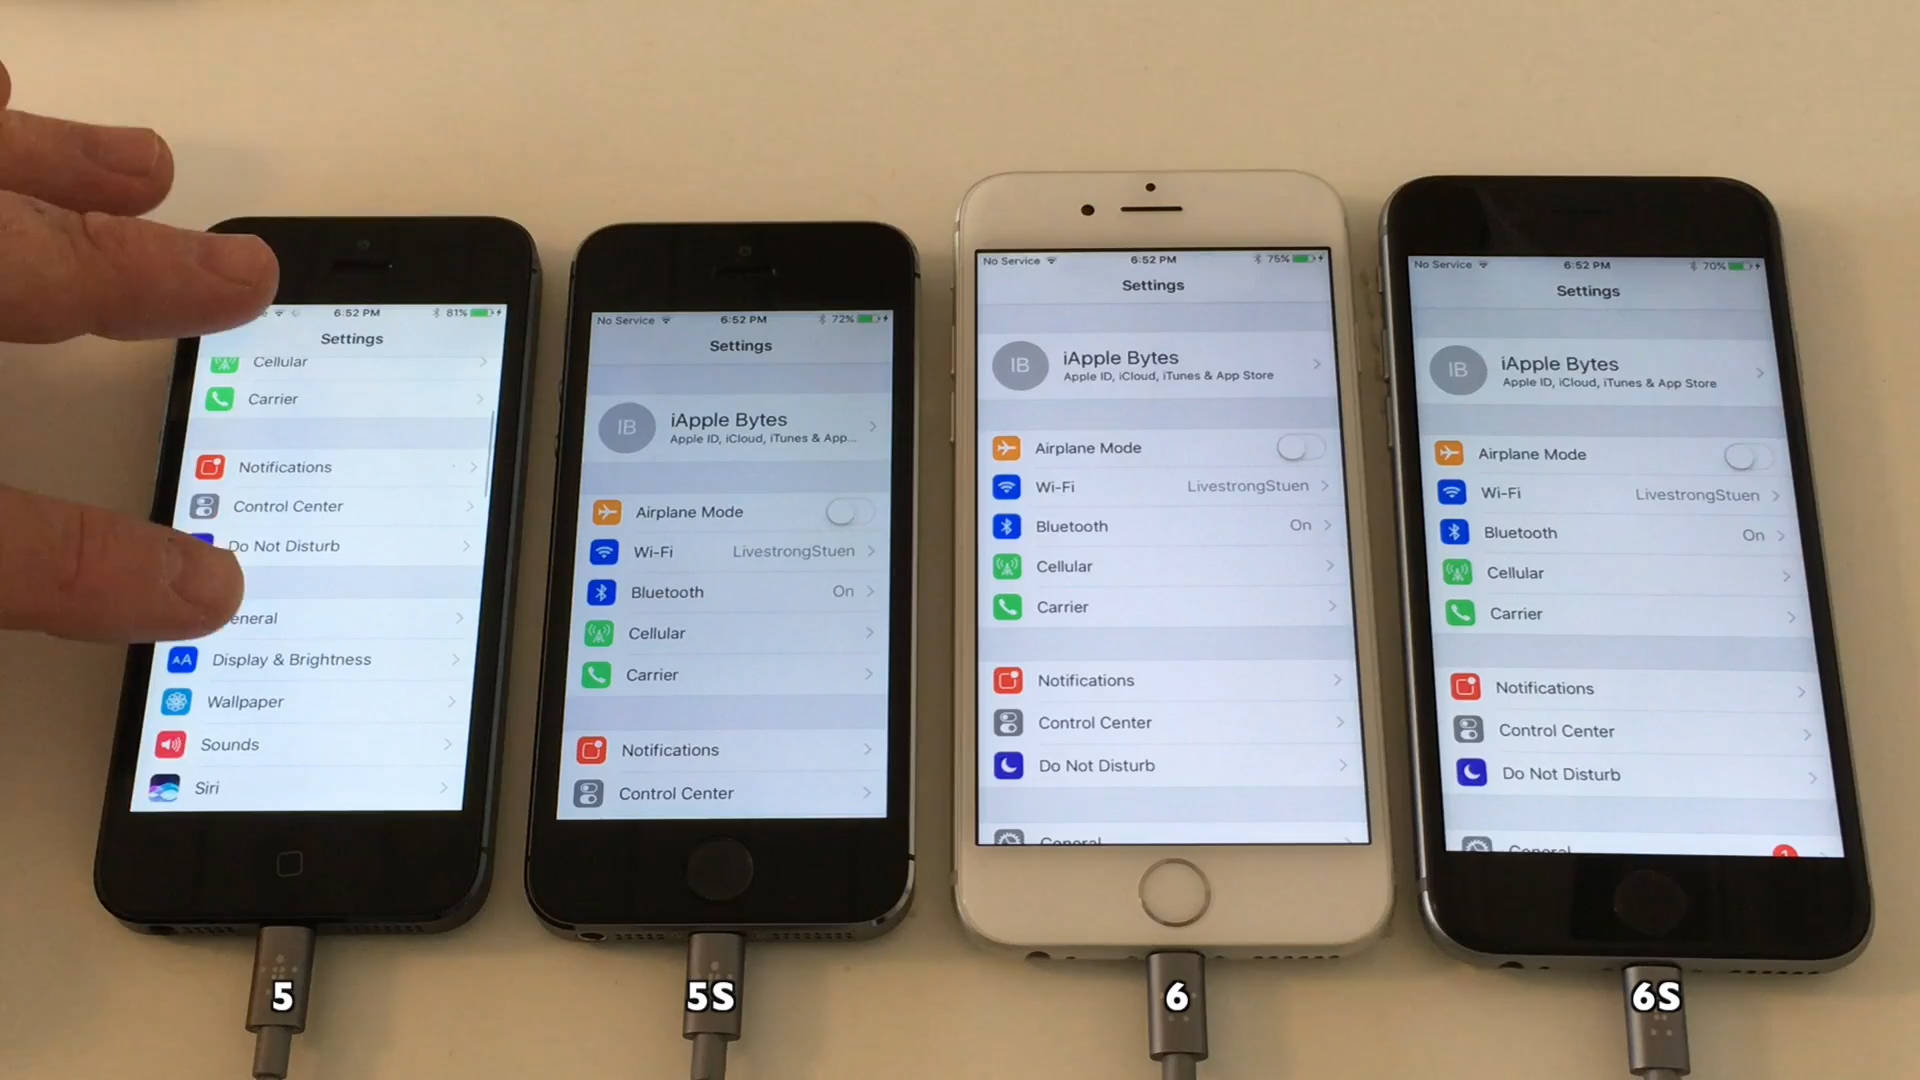 6:52 PM 81%
Settings
Cellular
Carrier
Notifications
Control Center
Do Not Disturb
eneral
Display & Brightness
Wallpaper
Sounds
Siri
5
No Service 6:52 PM 72%
Settings
IB
iApple Bytes
Apple ID, iCloud, iTunes & App...
Airplane Mode
Wi-Fi LivestrongStuen
Bluetooth On
Cellular
Carrier
Notifications
Control Center
5S
No Service 6:52 PM 75%
Settings
IB
iApple Bytes
Apple ID, iCloud, iTunes & App Store
Airplane Mode
Wi-Fi LivestrongStuen
Bluetooth On
Cellular
Carrier
Notifications
Control Center
Do Not Disturb
General
6
No Service 6:52 PM 70%
Settings
IB
iApple Bytes
Apple ID, iCloud, iTunes & App Store
Airplane Mode
Wi-Fi LivestrongStuen
Bluetooth On
Cellular
Carrier
Notifications
Control Center
Do Not Disturb
General 1
6S